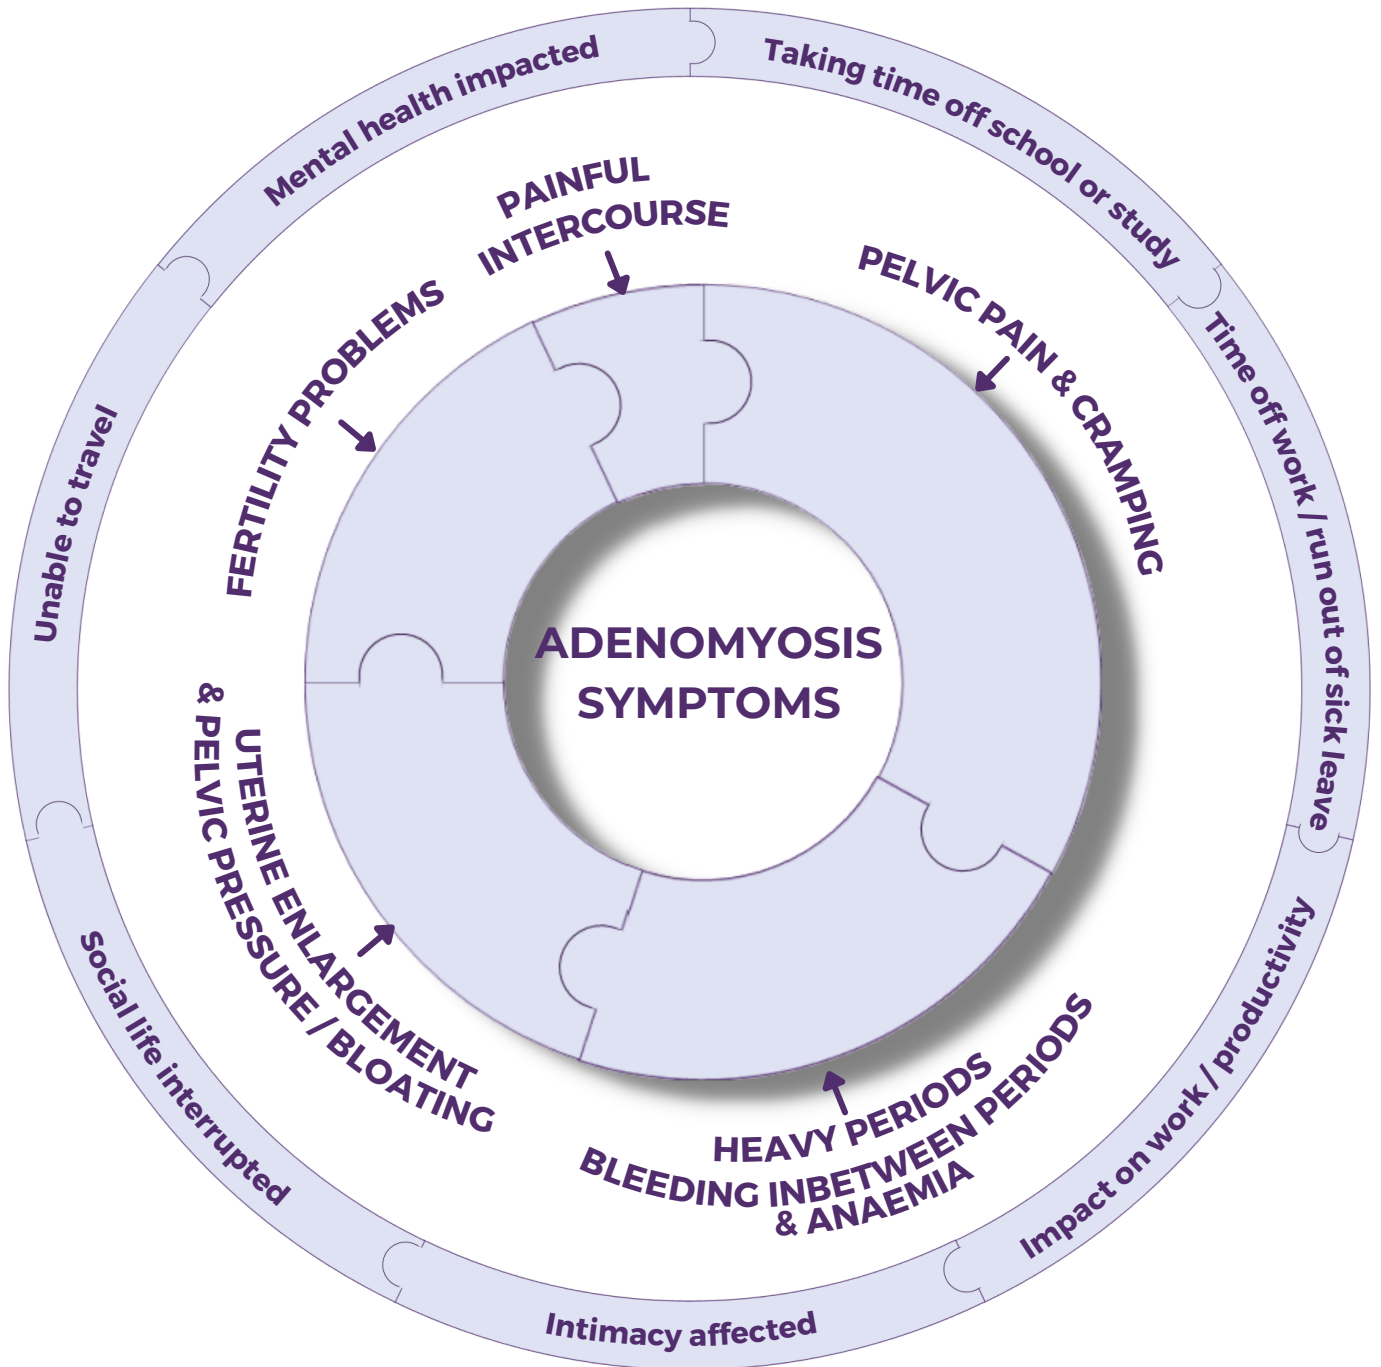 ADENOMYOSIS
SYMPTOMS
PAINFUL
INTERCOURSE
PELVIC PAIN & CRAMPING
HEAVY PERIODS
BLEEDING INBETWEEN PERIODS
& ANAEMIA
UTERINE ENLARGEMENT
& PELVIC PRESSURE / BLOATING
FERTILITY PROBLEMS
Taking time off school or study
Time off work / run out of sick leave
Impact on work / productivity
Intimacy affected
Social life interrupted
Unable to travel
Mental health impacted